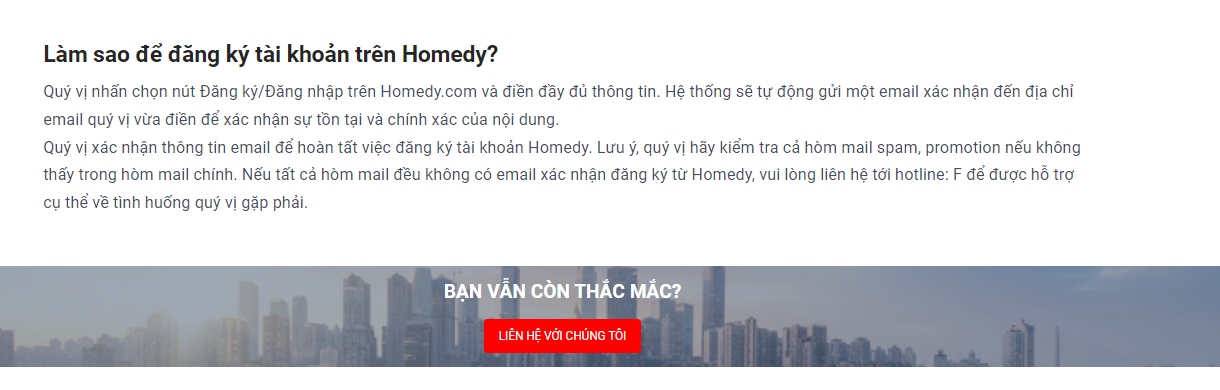 Làm sao để đăng ký tài khoản trên Homedy?
Quý vị nhấn chọn nút Đăng ký/Đăng nhập trên Homedy.com và điền đầy đủ thông tin. Hệ thống sẽ tự động gửi một email xác nhận đến địa chỉ
email quý vị vừa điền để xác nhận sự tồn tại và chính xác của nội dung.
Quý vị xác nhận thông tin email để hoàn tất việc đăng ký tài khoản Homedy. Lưu ý, quý vị hãy kiểm tra cả hòm mail spam, promotion nếu không
thấy trong hòm mail chính. Nếu tất cả hòm mail đều không có email xác nhận đăng ký từ Homedy, vui lòng liên hệ tới hotline: F để được hỗ trợ
cụ thể về tình huống quý vị gặp phải.
BẠN VẪN CÒN THẮC MẮC?
LIÊN HỆ VỚI CHÚNG TÔI